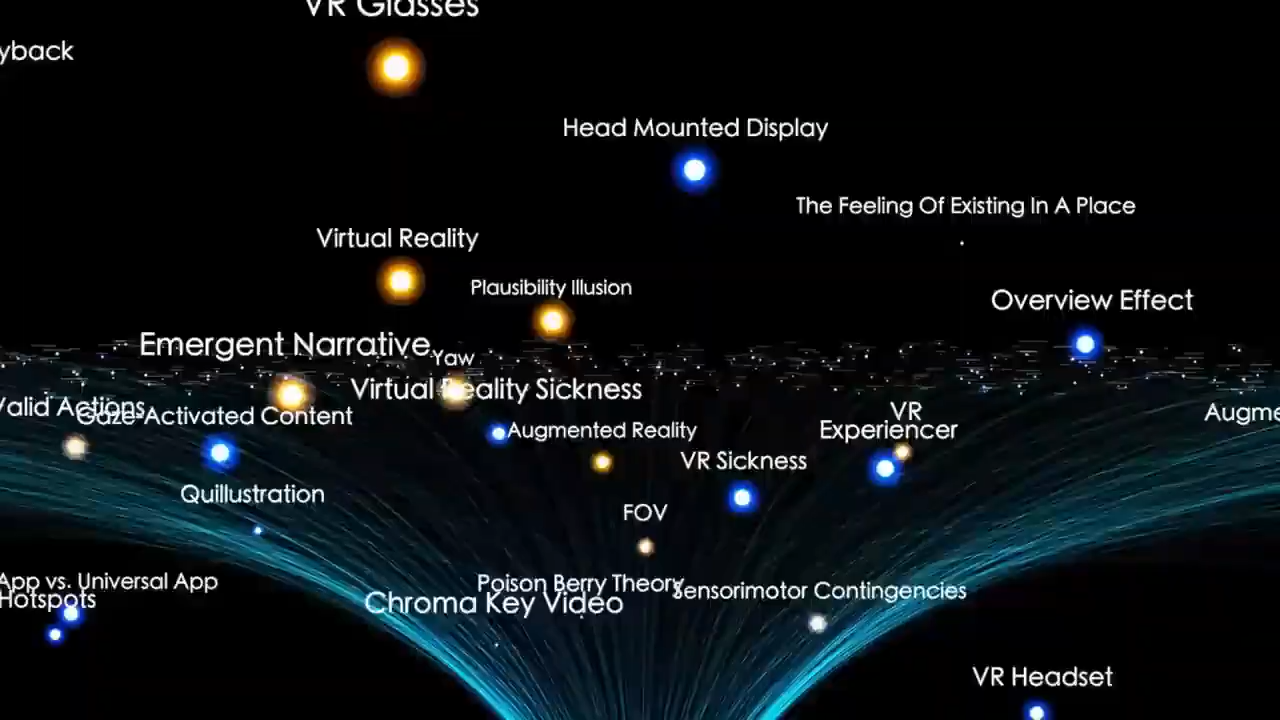 VR Glasses
yback
Head Mounted Display
The Feeling Of Existing In A Place
Virtual Reality
Plausibility Illusion
Overview Effect
Emergent Narrative
Yaw
Virtual Reality Sickness
Valid Actions
Gaze-Activated Content
VR
Experiencer
Augme
Augmented Reality
VR Sickness
Quillustration
FOV
App vs. Universal App
Hotspots
Poison Berry Theory
Chroma Key Video
Sensorimotor Contingencies
VR Headset